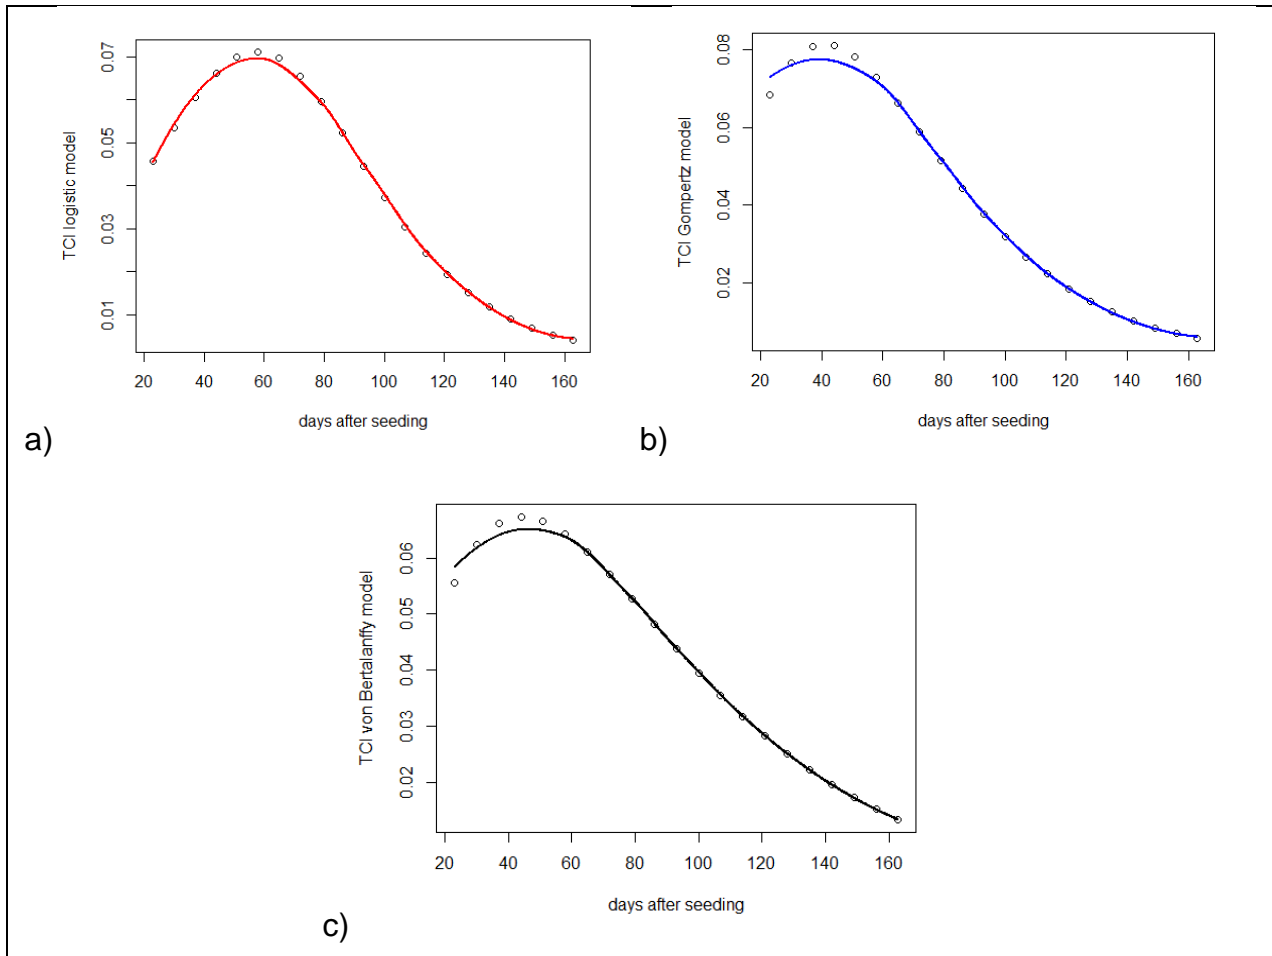 TCI logistic model
0.07
0.05
0.03
0.01
20 40 60 80 100 120 140 160
days after seeding
a)
TCI Gompertz model
0.08
0.06
0.04
0.02
20 40 60 80 100 120 140 160
days after seeding
b)
TCI von Bertalanffy model
0.06
0.05
0.04
0.03
0.02
20 40 60 80 100 120 140 160
days after seeding
c)